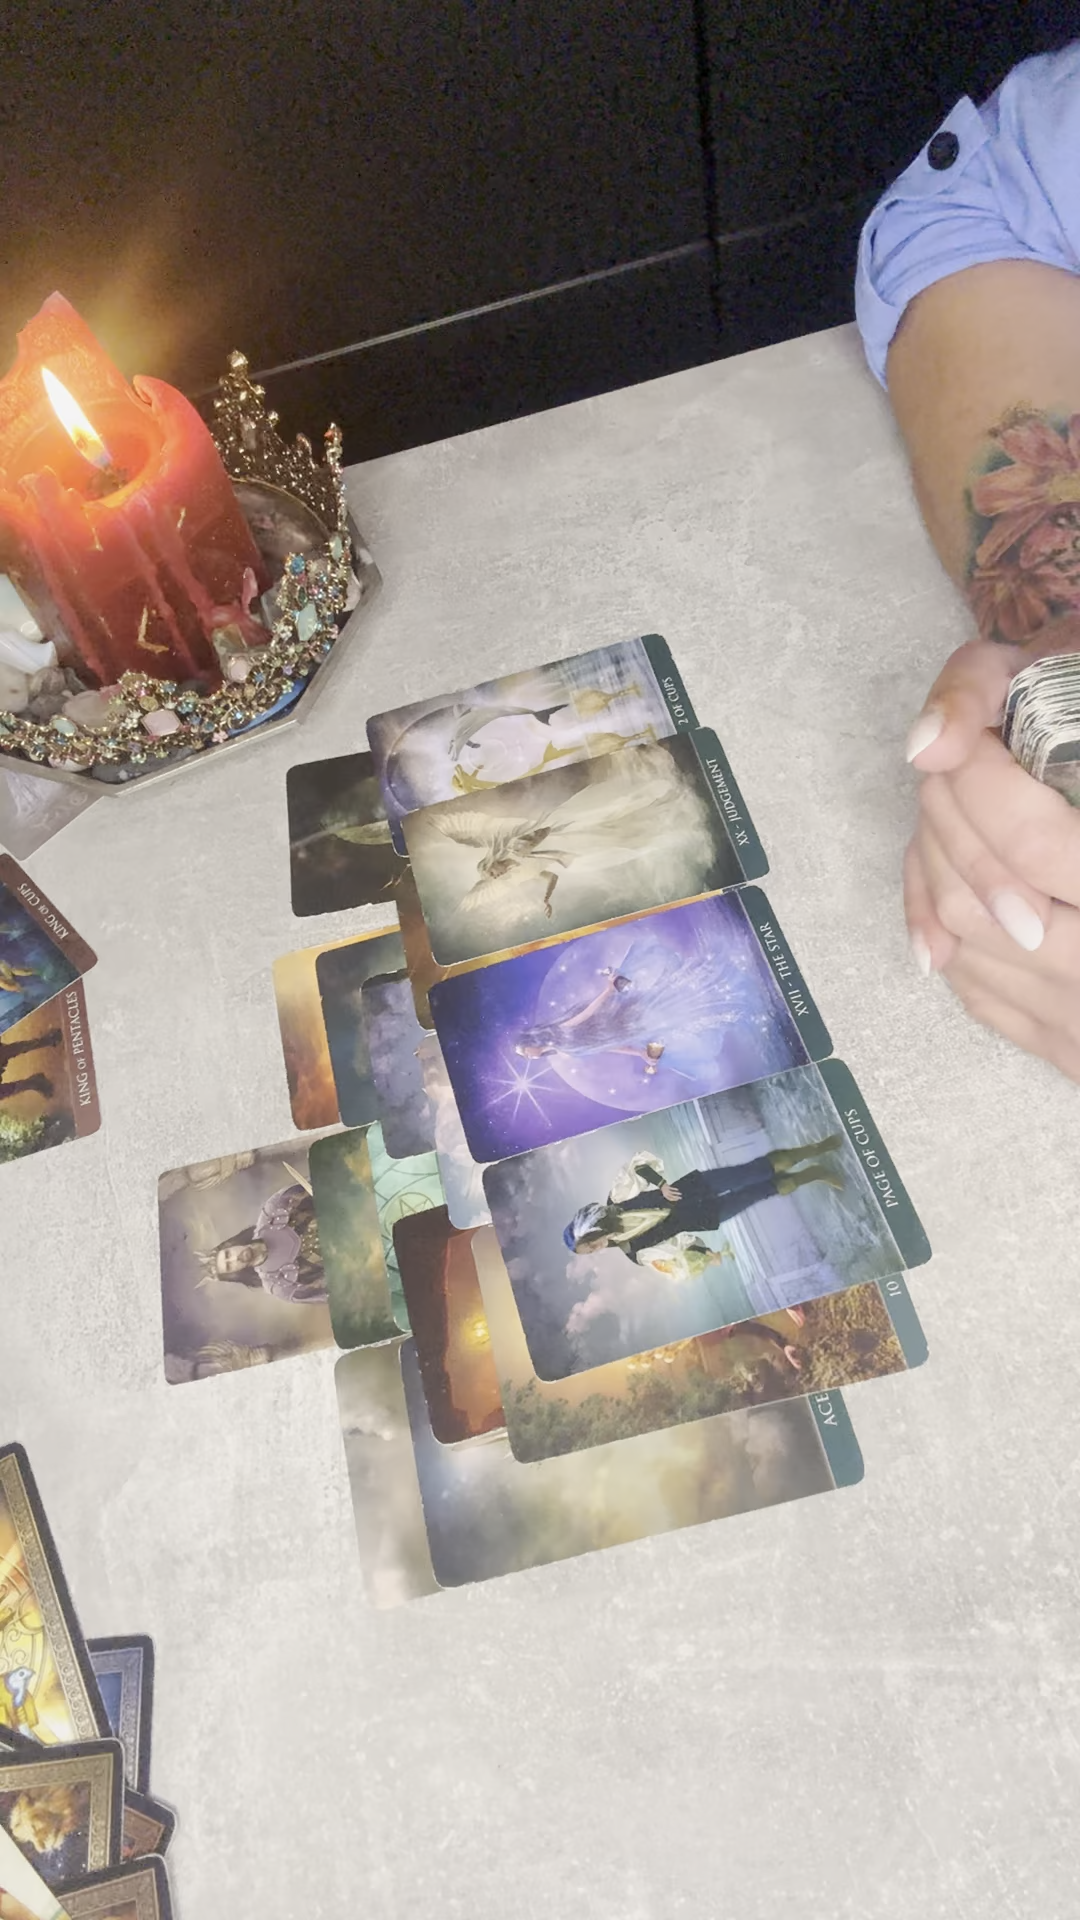 2 OF CUPS
XX - JUDGEMENT
XVII - THE STAR
PAGE OF CUPS
10
ACE
KING OF CUPS
KING OF PENTACLES